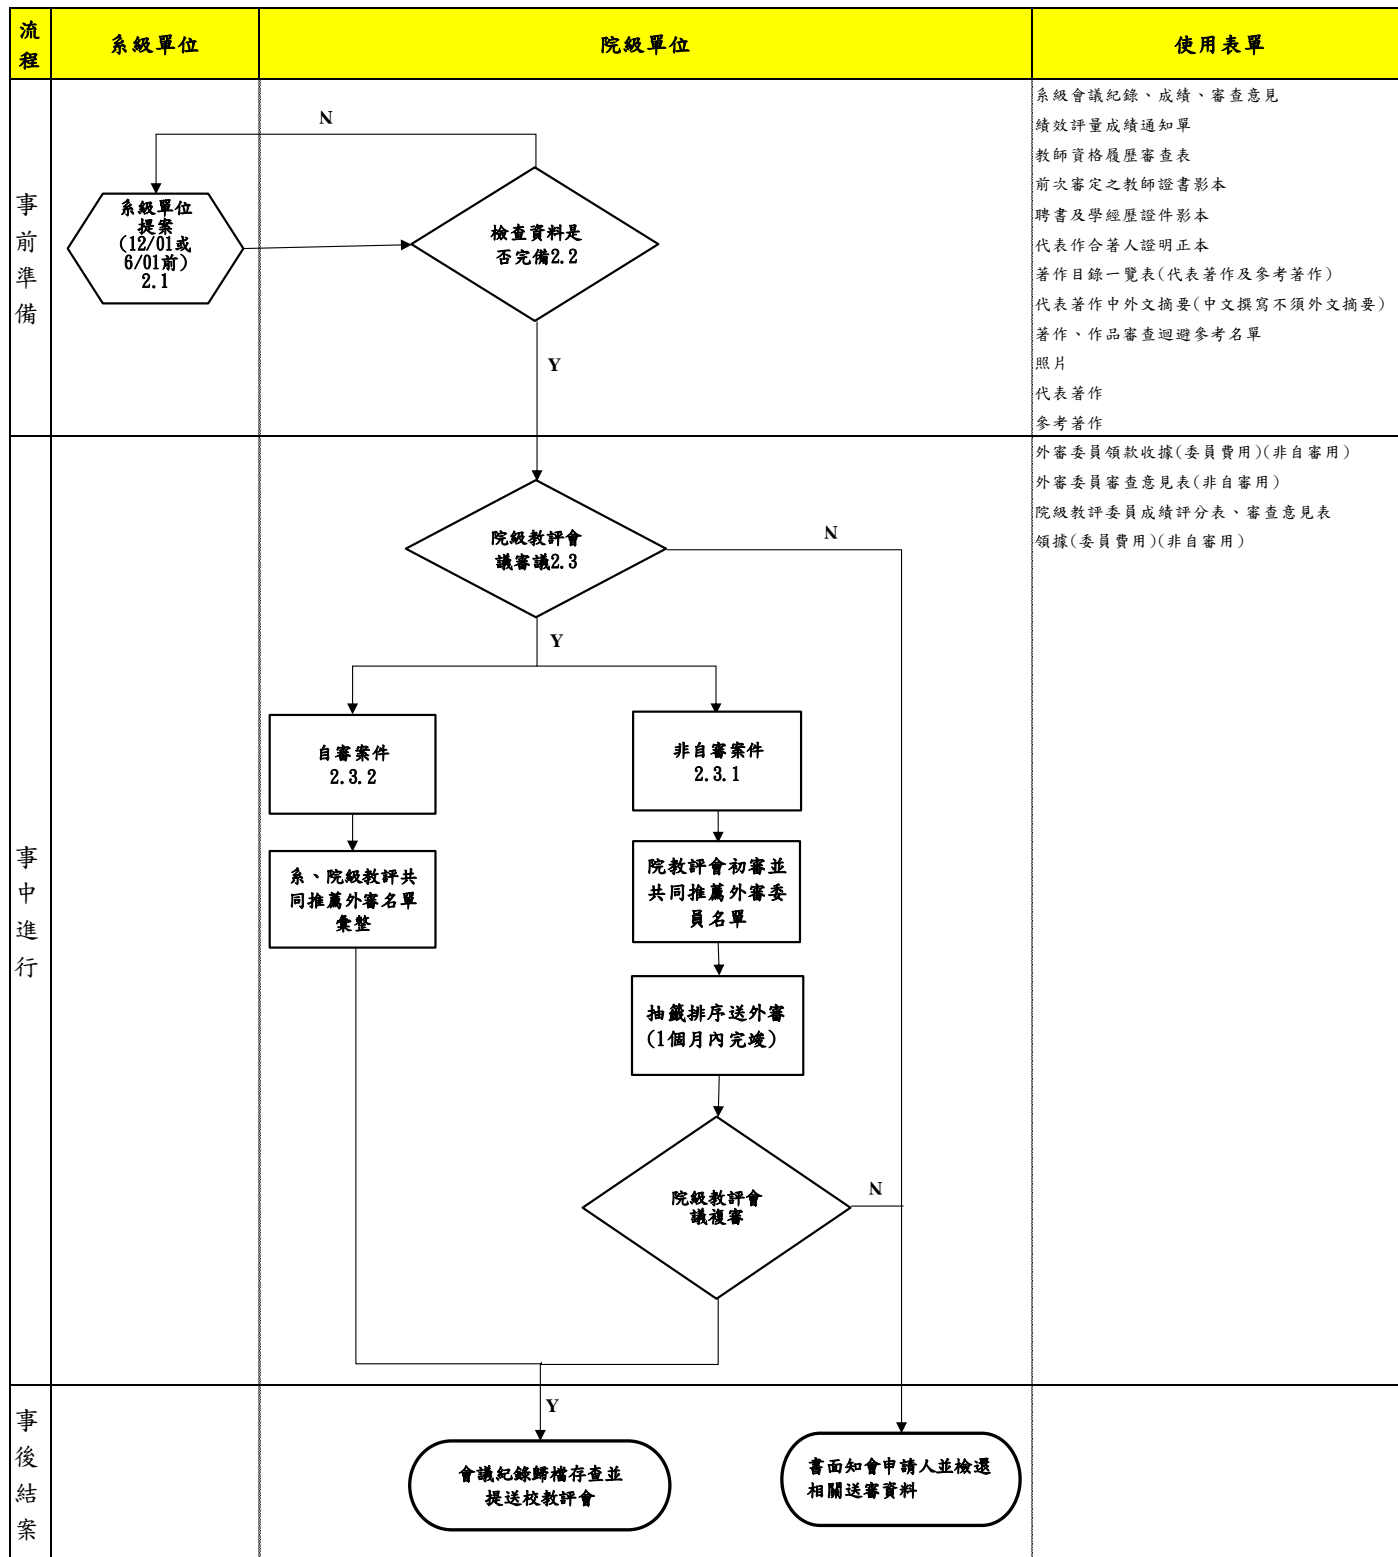 流
程
系級單位
院級單位
使用表單
事
前
準
備
N
系級單位
提案
(12/01或
6/01前)
2.1
檢查資料是
否完備2.2
Y
系級會議紀錄、成績、審查意見
績效評量成績通知單
教師資格履歷審查表
前次審定之教師證書影本
聘書及學經歷證件影本
代表作合著人證明正本
著作目錄一覽表(代表著作及參考著作)
代表著作中外文摘要(中文撰寫不須外文摘要)
著作、作品審查迴避參考名單
照片
代表著作
參考著作
事
中
進
行
院級教評會
議審議2.3
N
Y
自審案件
2.3.2
非自審案件
2.3.1
系、院級教評共
同推薦外審名單
彙整
院教評會初審並
共同推薦外審委
員名單
抽籤排序送外審
(1個月內完竣)
院級教評會
議複審
N
外審委員領款收據(委員費用)(非自審用)
外審委員審查意見表(非自審用)
院級教評委員成績評分表、審查意見表
領據(委員費用)(非自審用)
事
後
結
案
Y
會議紀錄歸檔存查並
提送校教評會
書面知會申請人並檢還
相關送審資料